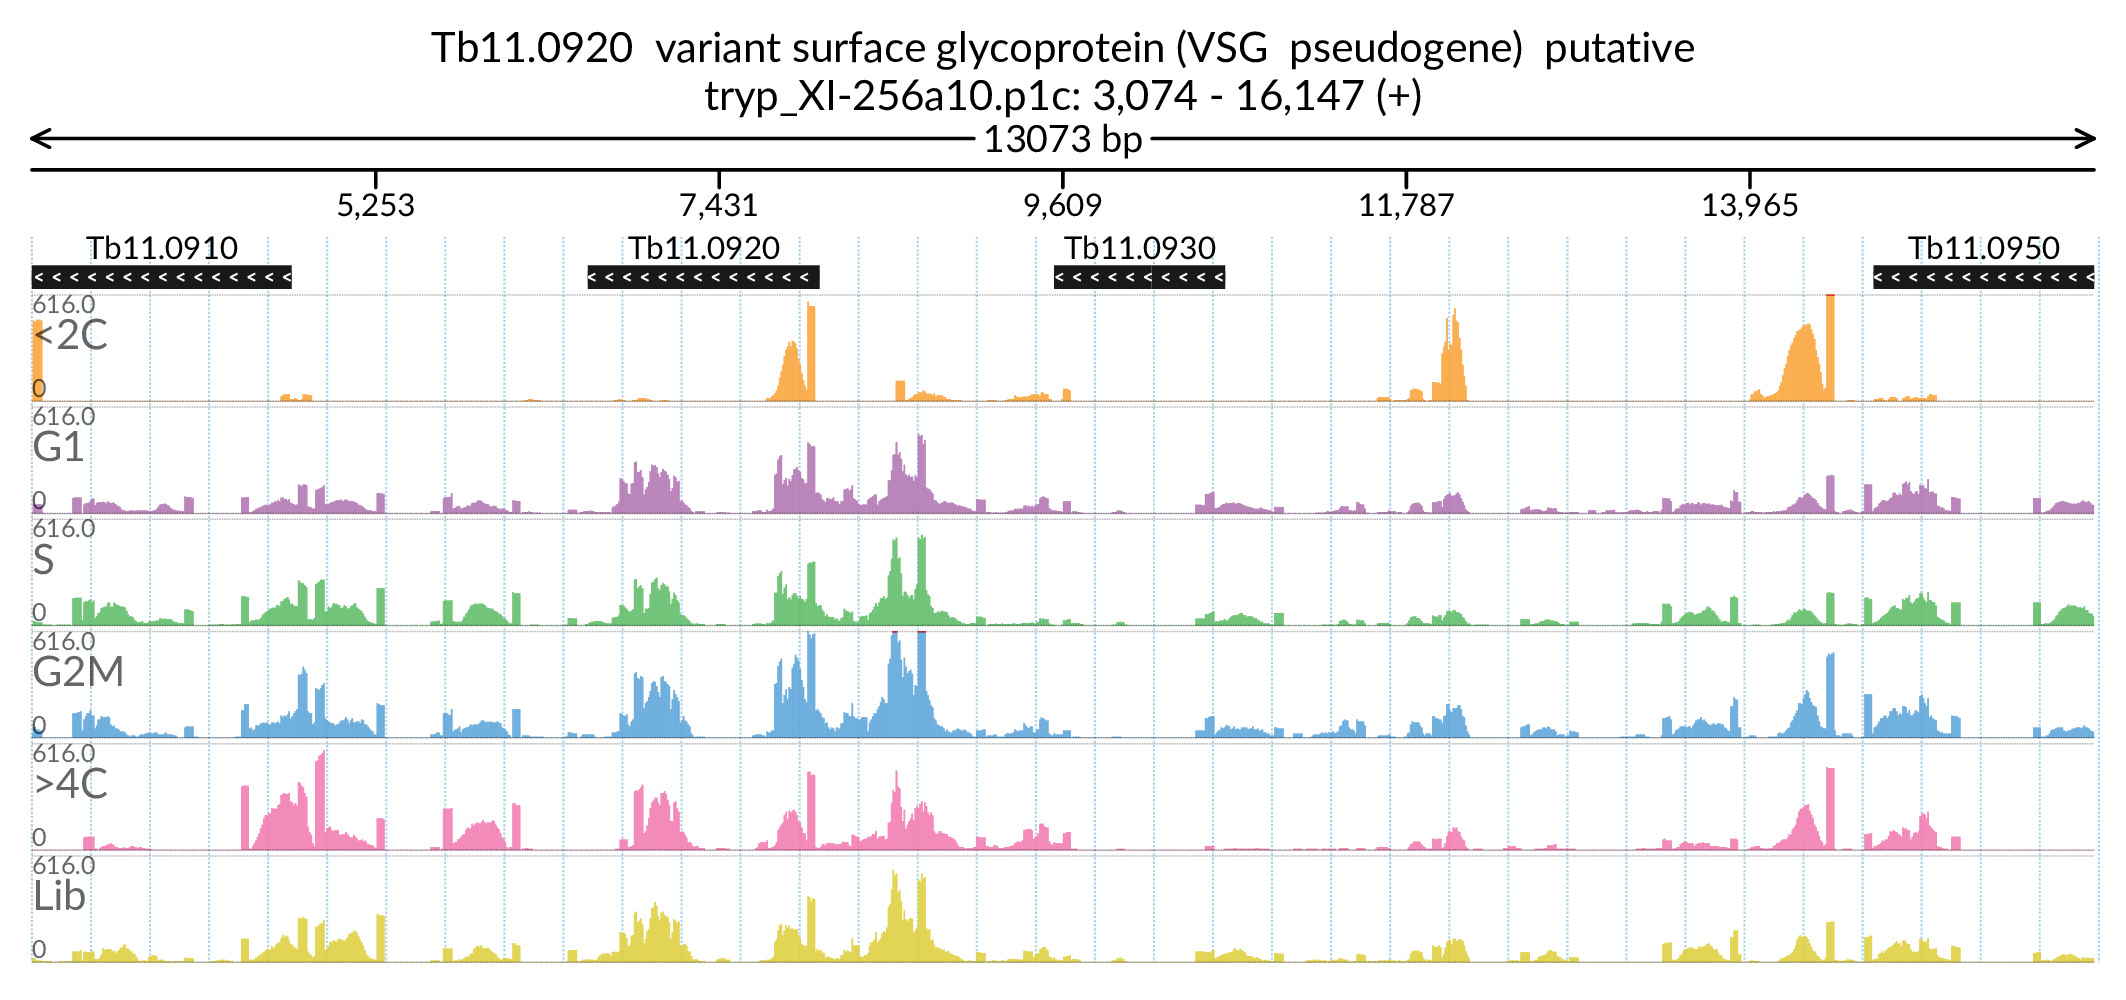 Tb11.0920 variant surface glycoprotein (VSG pseudogene) putative
tryp_XI-256a10.p1c: 3,074 - 16,147 (+)
13073 bp
5,253 7,431 9,609 11,787 13,965
Tb11.0910 Tb11.0920 Tb11.0930 Tb11.0950
616.0
<2C
0
616.0
G1
0
616.0
S
0
616.0
G2M
0
616.0
>4C
0
616.0
Lib
0